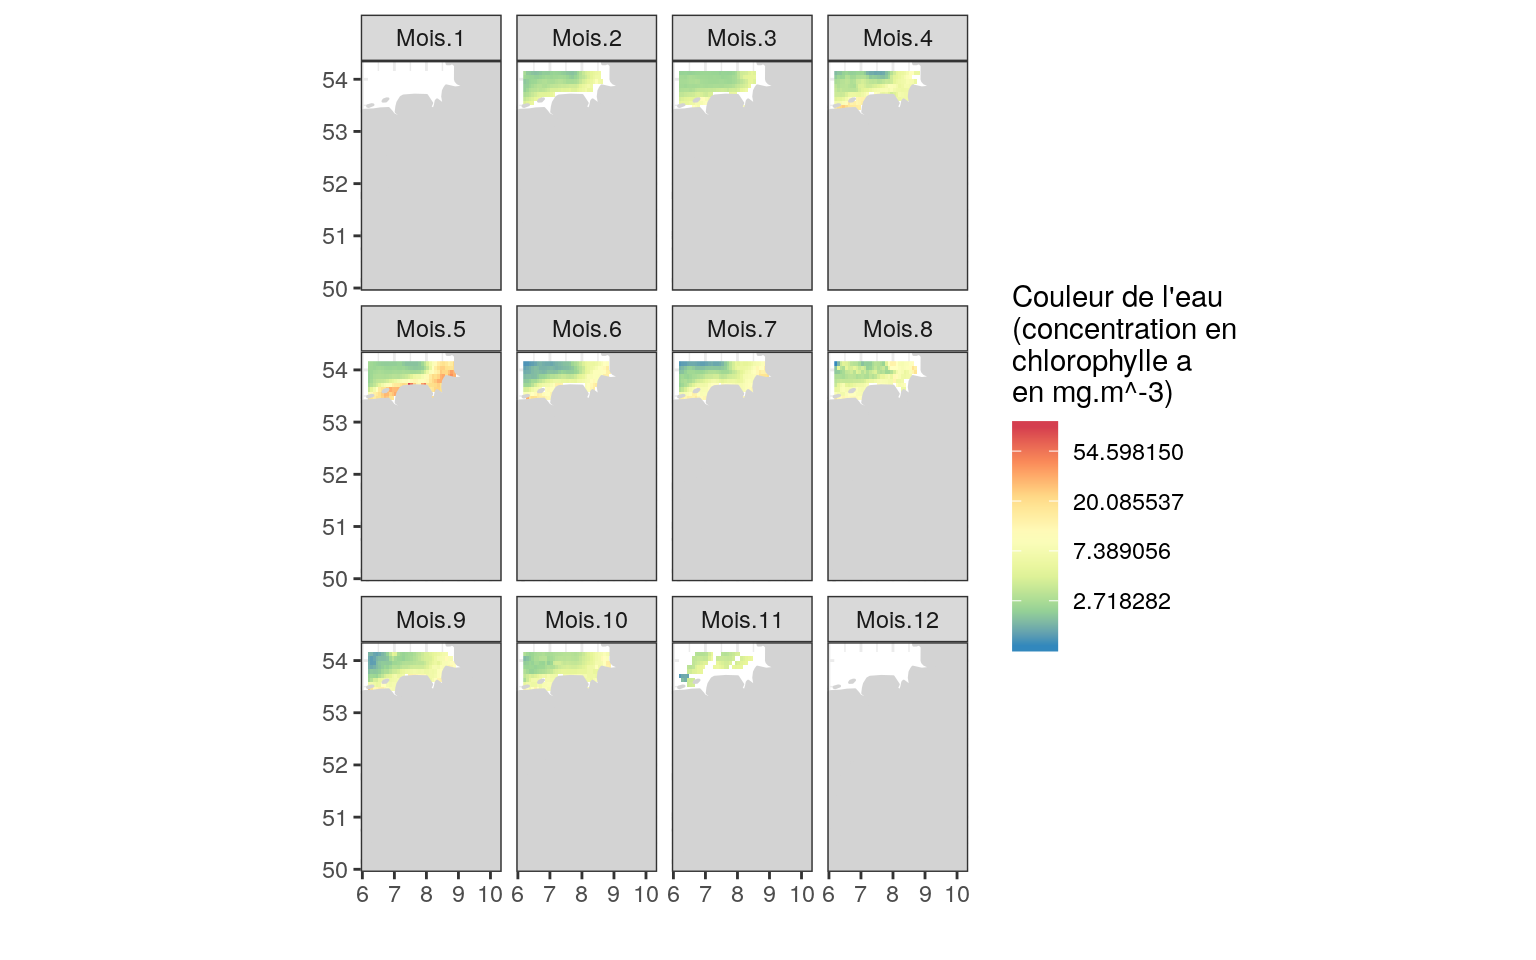 Mois.1 Mois.2 Mois.3 Mois.4
54
53
52
51
50
Mois.5 Mois.6 Mois.7 Mois.8
54
53
52
51
50
Mois.9 Mois.10 Mois.11 Mois.12
54
53
52
51
50
6 7 8 9 10 6 7 8 9 10 6 7 8 9 10 6 7 8 9 10
Couleur de l'eau
(concentration en
chlorophylle a
en mg.m^-3)
54.598150
20.085537
7.389056
2.718282